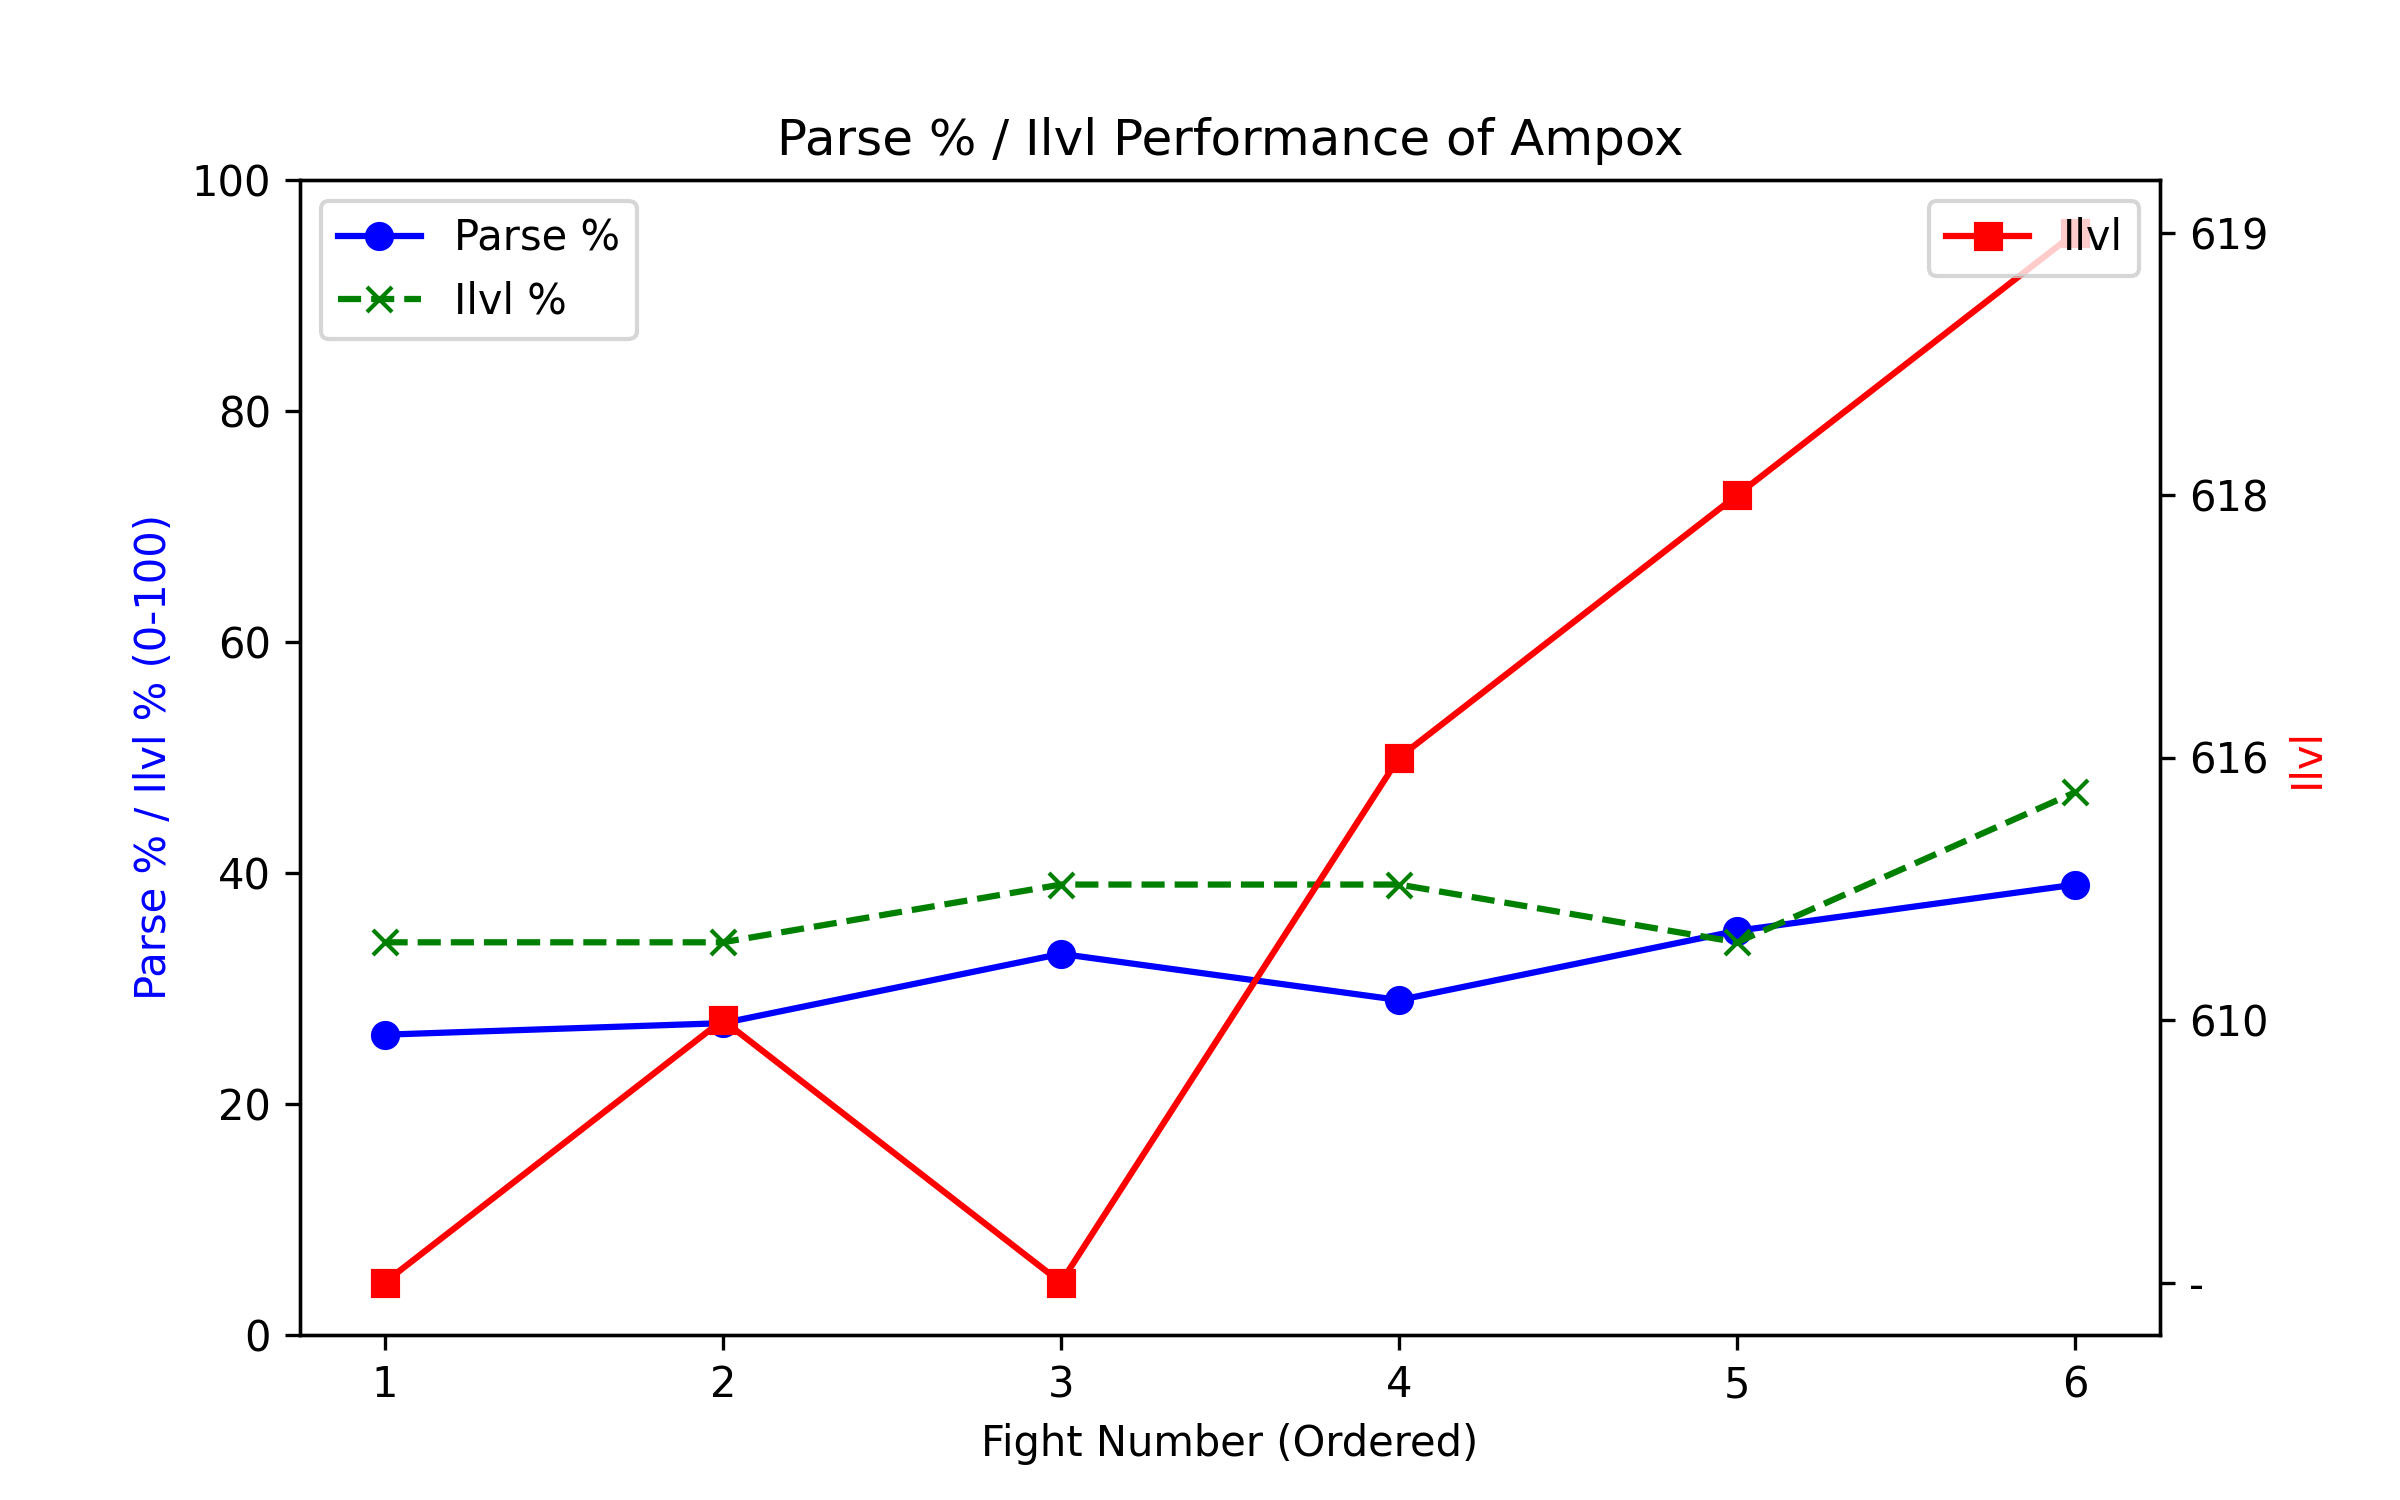 Parse % / Ilvl Performance of Ampox
Parse %
Ilvl %
Ilvl
Parse % / Ilvl % (0-100)
100
80
60
40
20
0
619
618
616
610
-
Ilvl
1 2 3 4 5 6
Fight Number (Ordered)